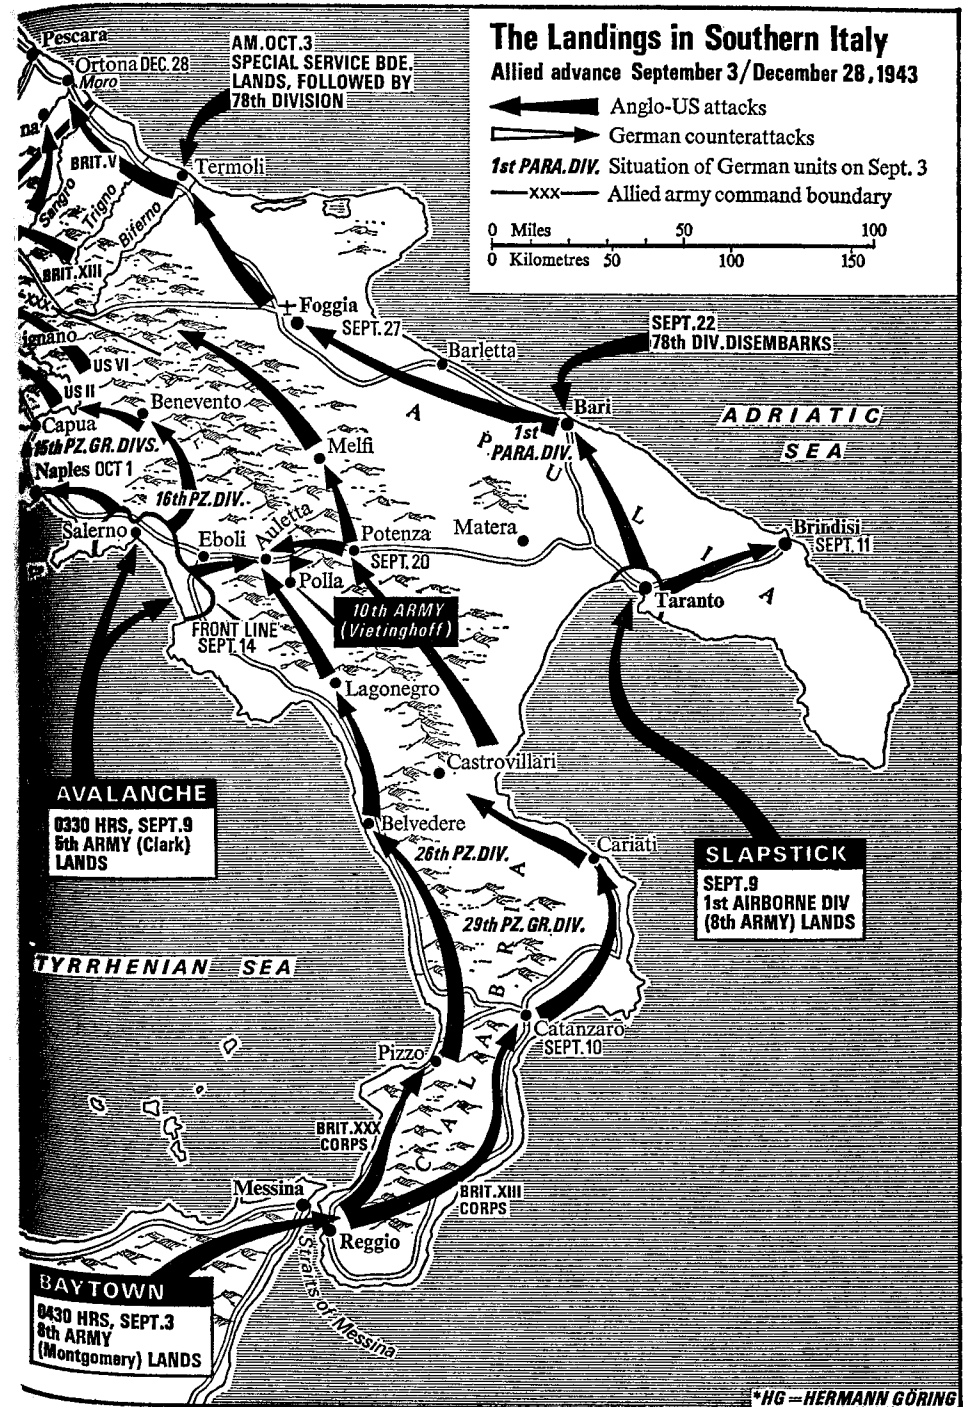 The Landings in Southern Italy
Allied advance September 3/December 28, 1943
Anglo-US attacks
German counterattacks
1st PARA.DIV. Situation of German units on Sept. 3
XXX Allied army command boundary
0 Miles 50 100
0 Kilometres 50 100 150
Pescara
Ortona DEC. 28
Moro
AM.OCT.3
SPECIAL SERVICE BDE.
LANDS, FOLLOWED BY
78th DIVISION
na
BRIT.V
Termoli
Sangro
Trigno
Biferno
BRIT.XIII
XXX
Foggia
SEPT.27
ignano
US VI
US II
Barletta
SEPT.22
78th DIV.DISEMBARKS
Benevento
Capua
15th PZ.GR.DIVS.
Bari
ADRIATIC
SEA
1st
PARA.DIV.
APULIA
Melfi
Naples OCT 1
16th PZ.DIV.
Salerno
Eboli
Auletta
Potenza
SEPT.20
Matera
Brindisi
SEPT.11
Polla
10th ARMY
(Vietinghoff)
Taranto
FRONT LINE
SEPT.14
Lagonegro
Castrovillari
AVALANCHE
0330 HRS, SEPT.9
5th ARMY (Clark)
LANDS
Belvedere
26th PZ.DIV.
Cariati
SLAPSTICK
SEPT.9
1st AIRBORNE DIV
(8th ARMY) LANDS
29th PZ.GR.DIV.
TYRRHENIAN SEA
CALABRIA
Catanzaro
SEPT.10
Pizzo
BRIT.XXX
CORPS
BRIT.XIII
CORPS
Messina
Reggio
Straits of Messina
BAYTOWN
0430 HRS, SEPT.3
8th ARMY
(Montgomery) LANDS
*HG=HERMANN GÖRING